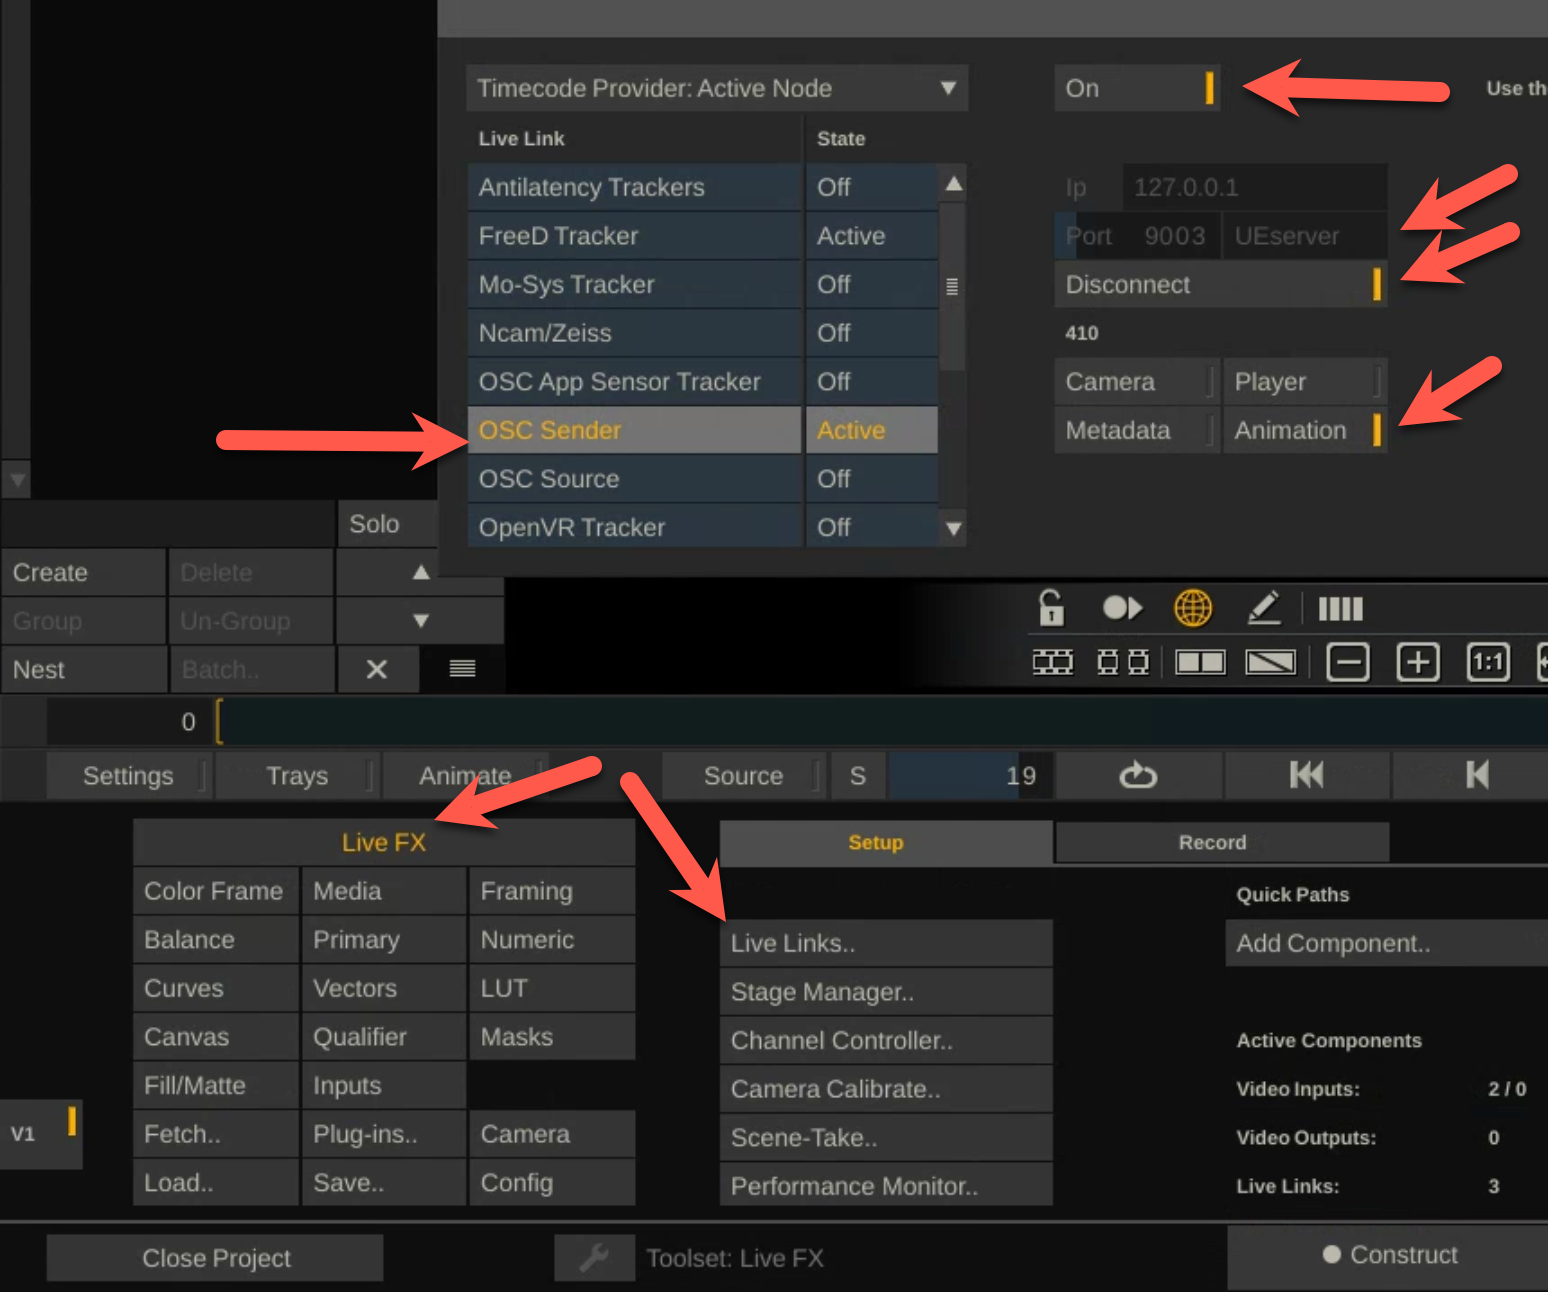 Timecode Provider: Active Node
On
Use th
Live Link State
Antilatency Trackers Off
FreeD Tracker Active
Mo-Sys Tracker Off
Ncam/Zeiss Off
OSC App Sensor Tracker Off
OSC Sender Active
OSC Source Off
OpenVR Tracker Off
Ip 127.0.0.1
Port 9003 UEserver
Disconnect
410
Camera Player
Metadata Animation
Solo
Create Delete
Group Un-Group
Nest Batch..
1:1
0
Settings Trays Animate Source S 19
Live FX
Color Frame Media Framing
Balance Primary Numeric
Curves Vectors LUT
Canvas Qualifier Masks
Fill/Matte Inputs
Fetch.. Plug-ins.. Camera
Load.. Save.. Config
V1
Setup Record
Live Links..
Stage Manager..
Channel Controller..
Camera Calibrate..
Scene-Take..
Performance Monitor..
Quick Paths
Add Component..
Active Components
Video Inputs: 2 / 0
Video Outputs: 0
Live Links: 3
Close Project
Toolset: Live FX
Construct